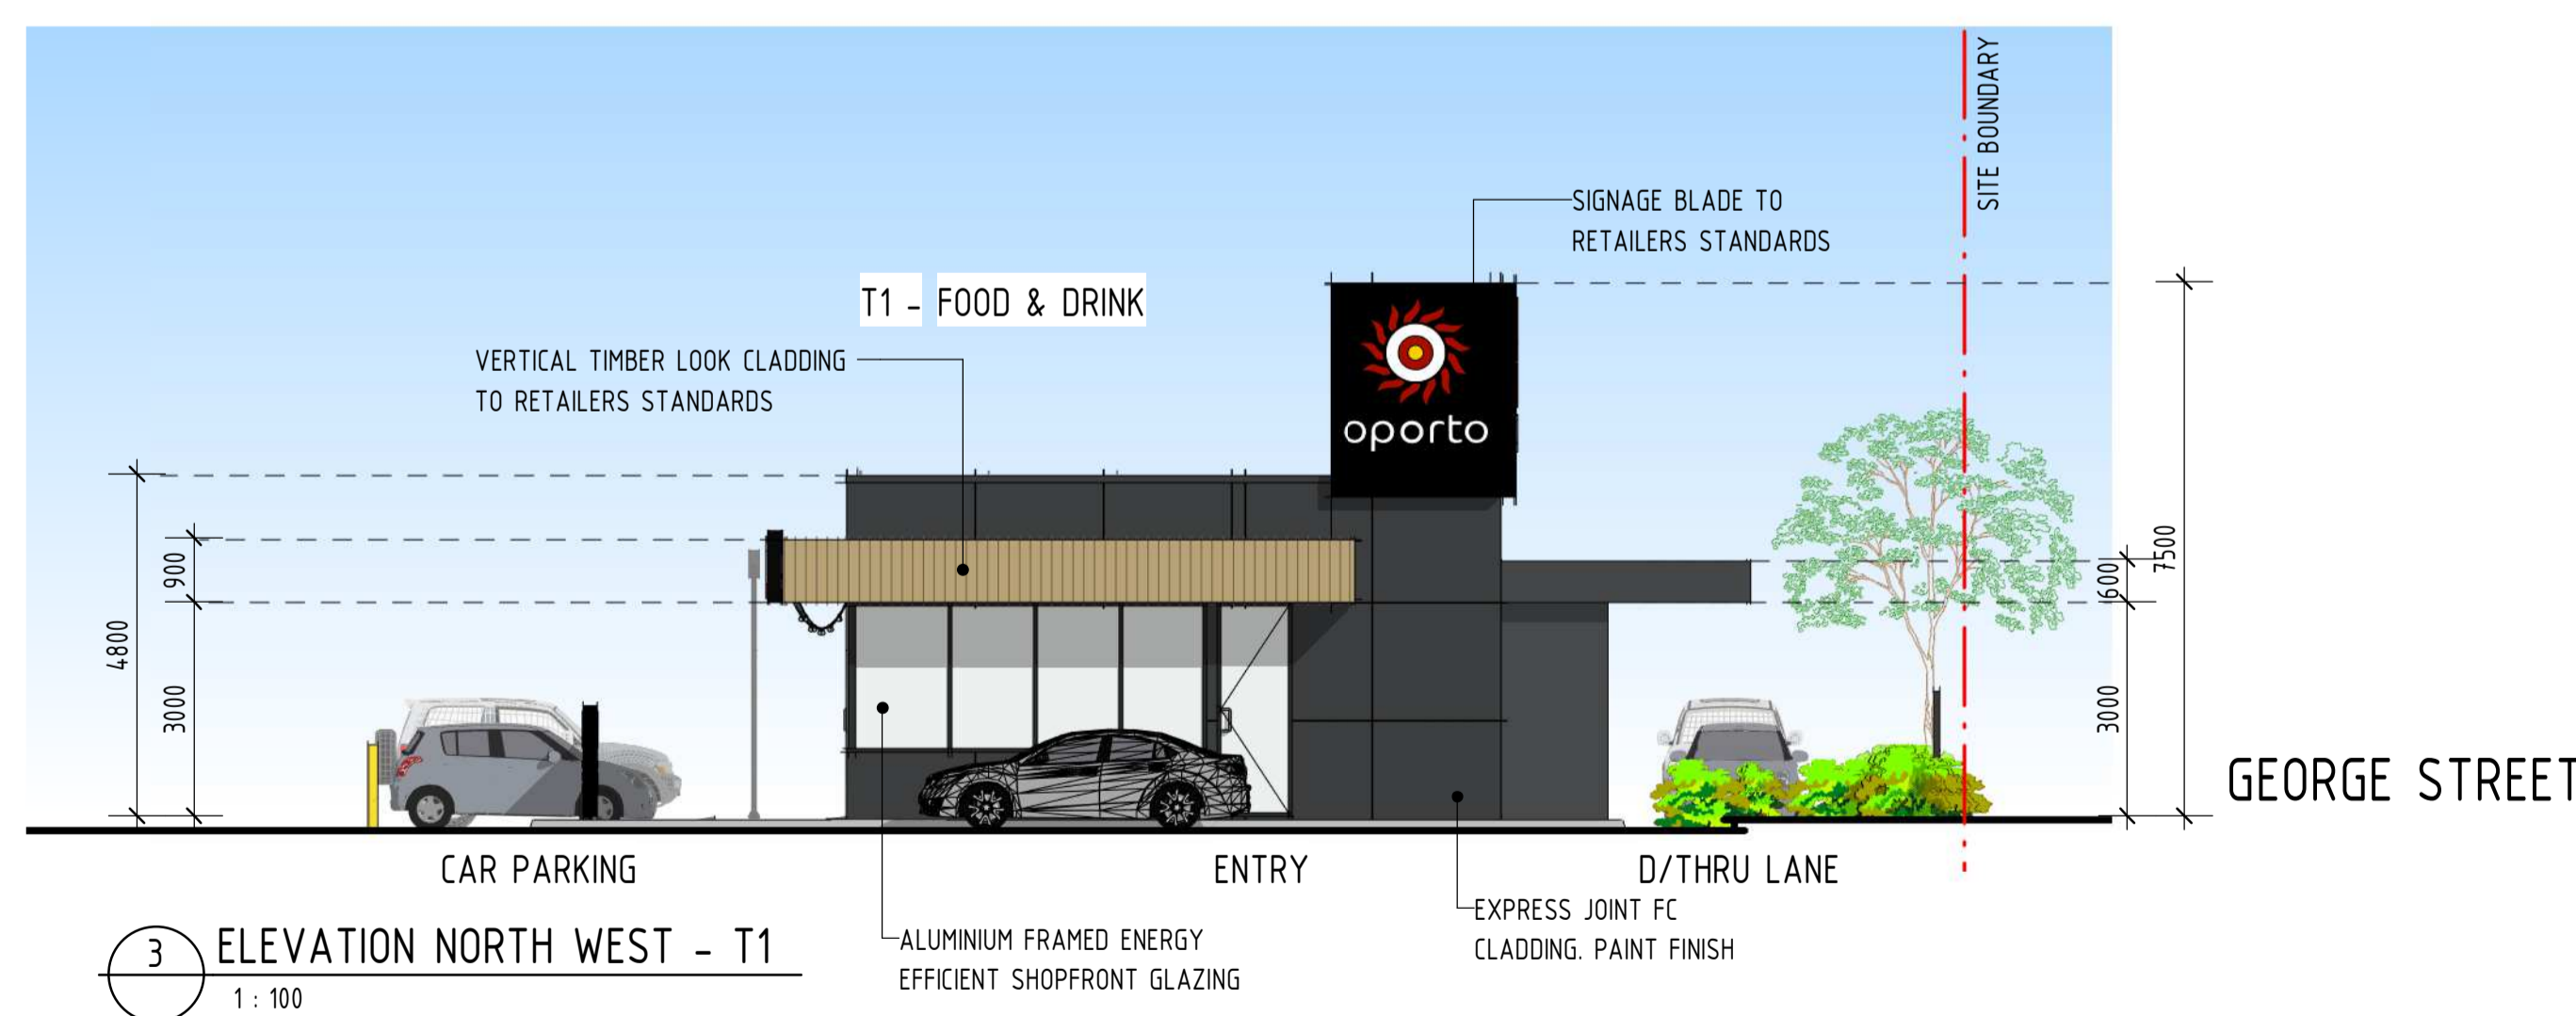 SITE BOUNDARY
SIGNAGE BLADE TO
RETAILERS STANDARDS
T1 - FOOD & DRINK
VERTICAL TIMBER LOOK CLADDING
TO RETAILERS STANDARDS
oporto
4800
900
3000
600
7500
3000
GEORGE STREET
CAR PARKING
ENTRY
D/THRU LANE
EXPRESS JOINT FC
CLADDING. PAINT FINISH
ALUMINIUM FRAMED ENERGY
EFFICIENT SHOPFRONT GLAZING
3 ELEVATION NORTH WEST - T1
1 : 100